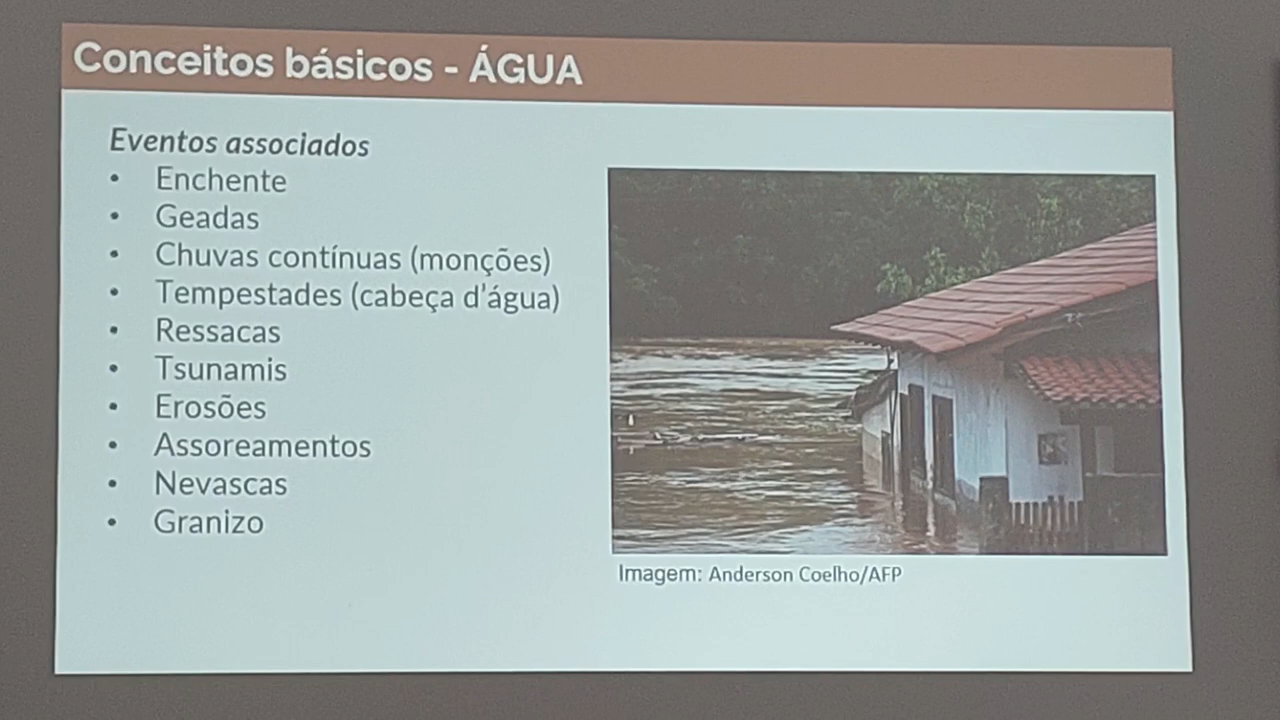 Conceitos básicos - ÁGUA
Eventos associados
• Enchente
• Geadas
• Chuvas contínuas (monções)
• Tempestades (cabeça d'água)
• Ressacas
• Tsunamis
• Erosões
• Assoreamentos
• Nevascas
• Granizo
Imagem: Anderson Coelho/AFP